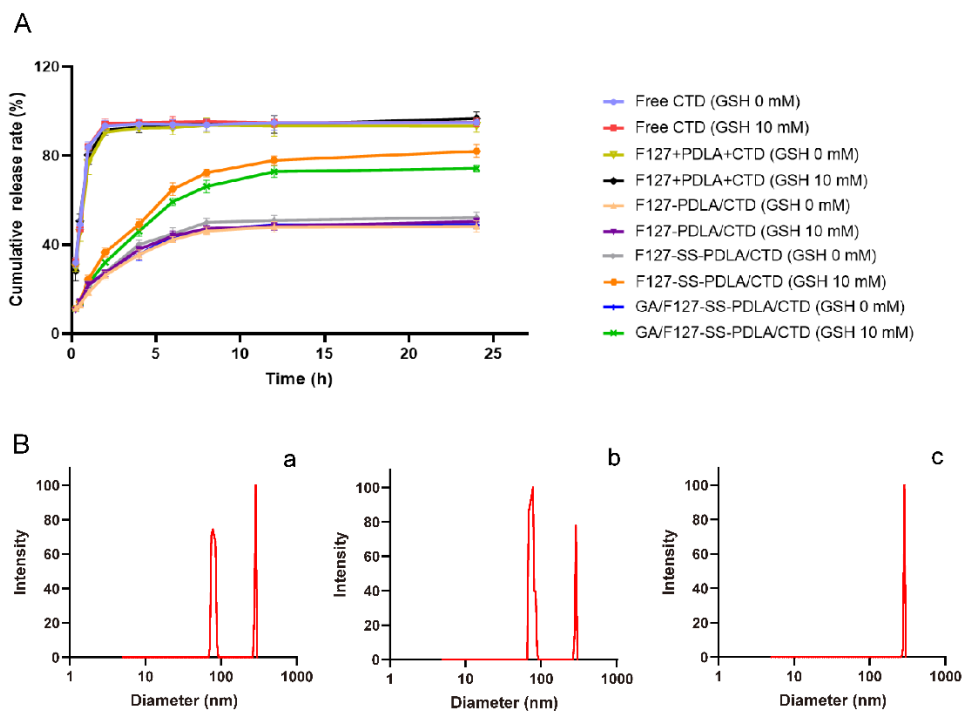 A
Cumulative release rate (%)
120
80
40
0
0
5
10
15
20
25
Time (h)
Free CTD (GSH 0 mM)
Free CTD (GSH 10 mM)
F127+PDLA+CTD (GSH 0 mM)
F127+PDLA+CTD (GSH 10 mM)
F127-PDLA/CTD (GSH 0 mM)
F127-PDLA/CTD (GSH 10 mM)
F127-SS-PDLA/CTD (GSH 0 mM)
F127-SS-PDLA/CTD (GSH 10 mM)
GA/F127-SS-PDLA/CTD (GSH 0 mM)
GA/F127-SS-PDLA/CTD (GSH 10 mM)
B
a
Intensity
100
80
60
40
20
0
1
10
100
1000
Diameter (nm)
b
Intensity
100
80
60
40
20
0
1
10
100
1000
Diameter (nm)
c
Intensity
100
80
60
40
20
0
1
10
100
1000
Diameter (nm)